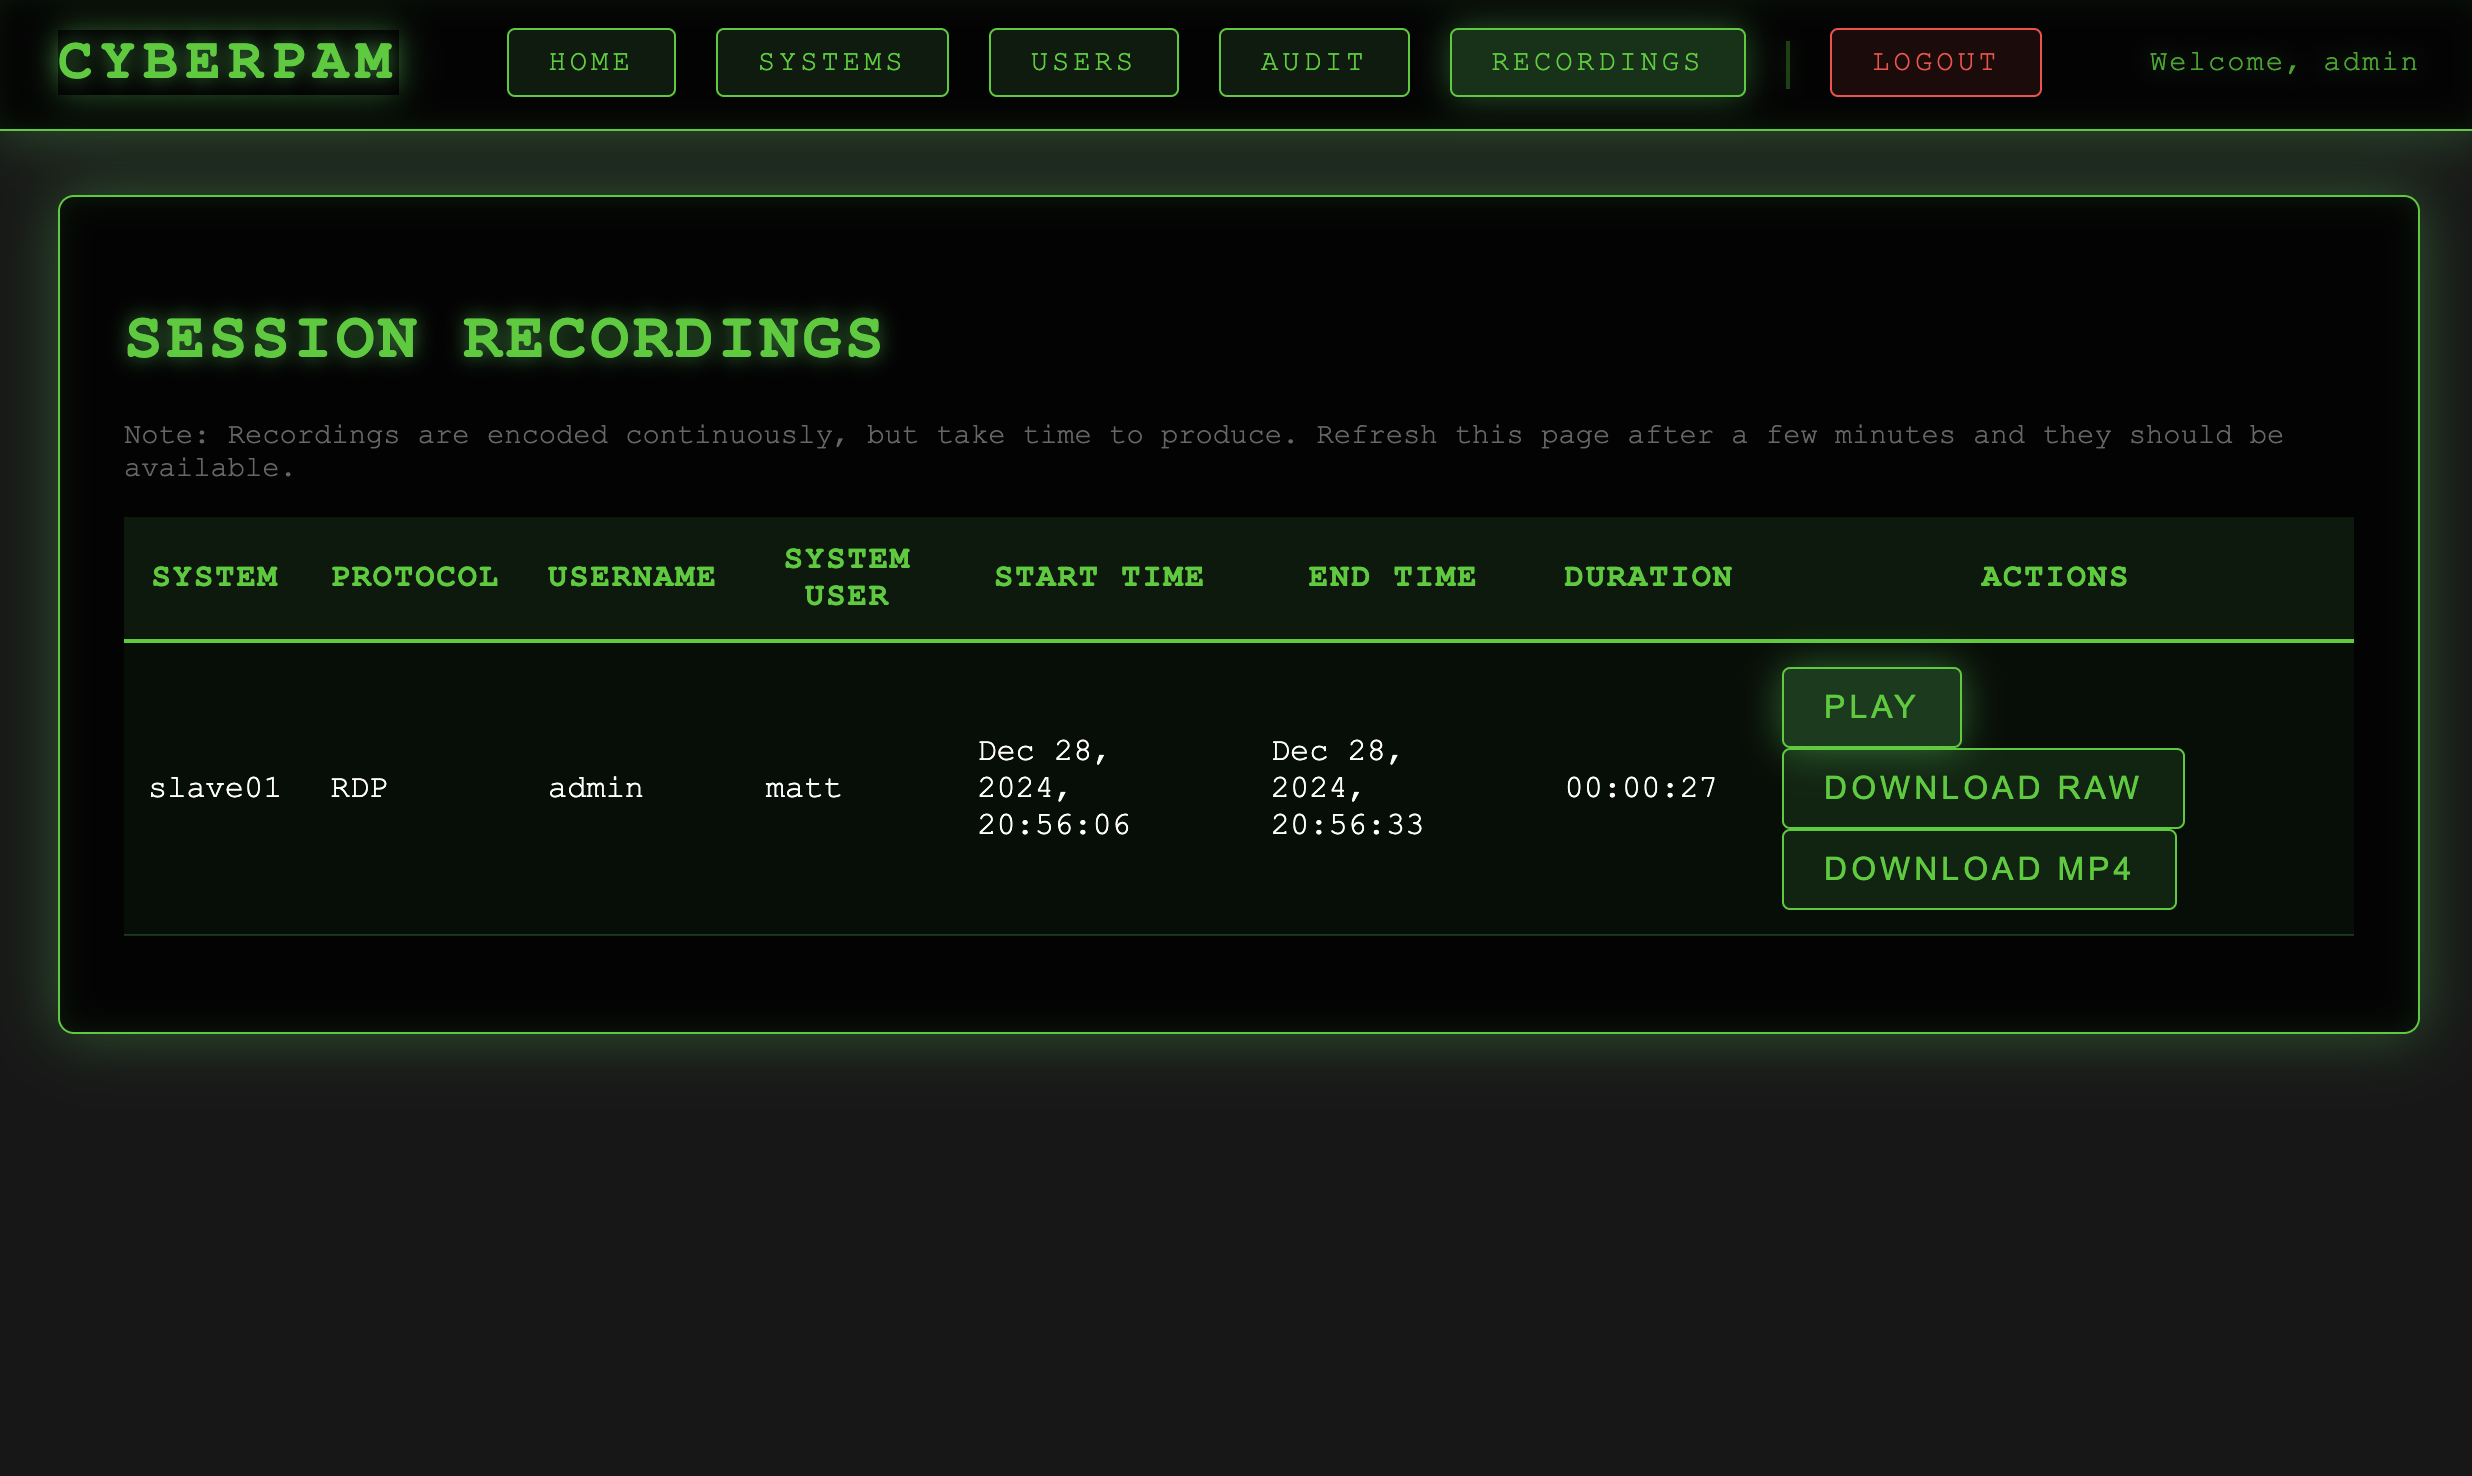 CYBERPAM HOME SYSTEMS USERS AUDIT RECORDINGS | LOGOUT Welcome, admin
SESSION RECORDINGS
Note: Recordings are encoded continuously, but take time to produce. Refresh this page after a few minutes and they should be
available.
SYSTEM PROTOCOL USERNAME SYSTEM USER START TIME END TIME DURATION ACTIONS
slave01 RDP admin matt Dec 28, 2024, 20:56:06 Dec 28, 2024, 20:56:33 00:00:27
PLAY
DOWNLOAD RAW
DOWNLOAD MP4